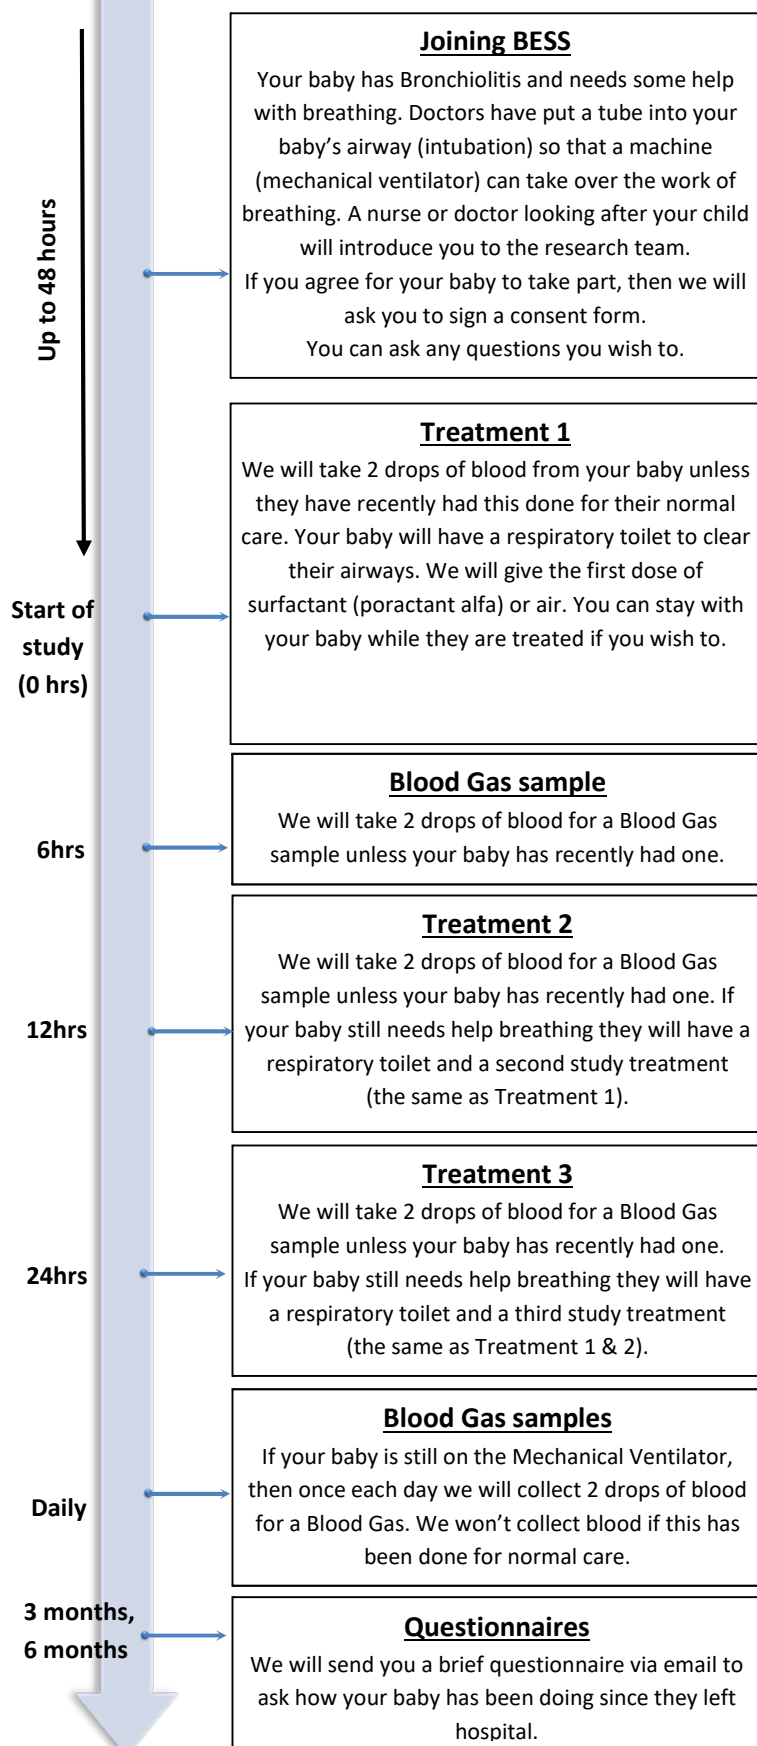 Joining BESS
Your baby has Bronchiolitis and needs some help
with breathing. Doctors have put a tube into your
baby’s airway (intubation) so that a machine
(mechanical ventilator) can take over the work of
breathing. A nurse or doctor looking after your child
will introduce you to the research team.
If you agree for your baby to take part, then we will
ask you to sign a consent form.
You can ask any questions you wish to.
Up to 48 hours
Treatment 1
We will take 2 drops of blood from your baby unless
they have recently had this done for their normal
care. Your baby will have a respiratory toilet to clear
their airways. We will give the first dose of
surfactant (poractant alfa) or air. You can stay with
your baby while they are treated if you wish to.
Start of
study
(0 hrs)
Blood Gas sample
We will take 2 drops of blood for a Blood Gas
sample unless your baby has recently had one.
6hrs
Treatment 2
We will take 2 drops of blood for a Blood Gas
sample unless your baby has recently had one. If
your baby still needs help breathing they will have a
respiratory toilet and a second study treatment
(the same as Treatment 1).
12hrs
Treatment 3
We will take 2 drops of blood for a Blood Gas
sample unless your baby has recently had one.
If your baby still needs help breathing they will have
a respiratory toilet and a third study treatment
(the same as Treatment 1 & 2).
24hrs
Blood Gas samples
If your baby is still on the Mechanical Ventilator,
then once each day we will collect 2 drops of blood
for a Blood Gas. We won’t collect blood if this has
been done for normal care.
Daily
3 months,
6 months
Questionnaires
We will send you a brief questionnaire via email to
ask how your baby has been doing since they left
hospital.